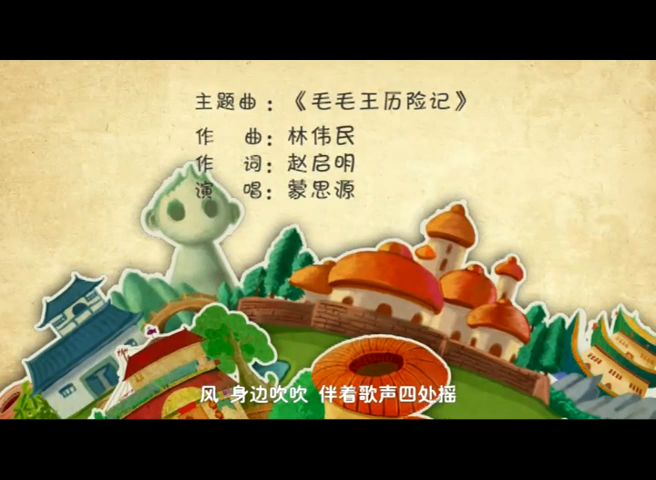 主题曲：《毛毛王历险记》
作 曲：林伟民
作 词：赵启明
演 唱：蒙思源
风 身边吹吹 伴着歌声四处摇